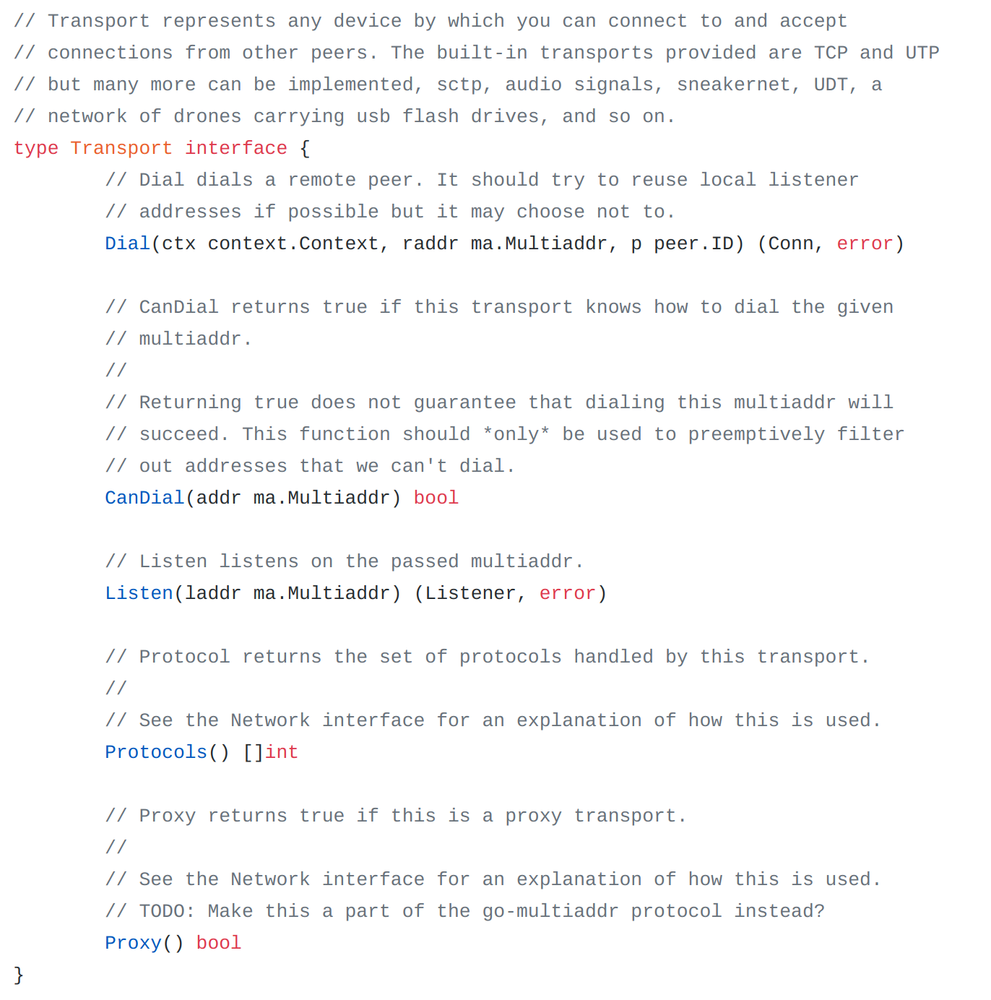 // Transport represents any device by which you can connect to and accept
// connections from other peers. The built-in transports provided are TCP and UTP
// but many more can be implemented, sctp, audio signals, sneakernet, UDT, a
// network of drones carrying usb flash drives, and so on.
type Transport interface {
        // Dial dials a remote peer. It should try to reuse local listener
        // addresses if possible but it may choose not to.
        Dial(ctx context.Context, raddr ma.Multiaddr, p peer.ID) (Conn, error)

        // CanDial returns true if this transport knows how to dial the given
        // multiaddr.
        //
        // Returning true does not guarantee that dialing this multiaddr will
        // succeed. This function should *only* be used to preemptively filter
        // out addresses that we can't dial.
        CanDial(addr ma.Multiaddr) bool

        // Listen listens on the passed multiaddr.
        Listen(laddr ma.Multiaddr) (Listener, error)

        // Protocol returns the set of protocols handled by this transport.
        //
        // See the Network interface for an explanation of how this is used.
        Protocols() []int

        // Proxy returns true if this is a proxy transport.
        //
        // See the Network interface for an explanation of how this is used.
        // TODO: Make this a part of the go-multiaddr protocol instead?
        Proxy() bool
}